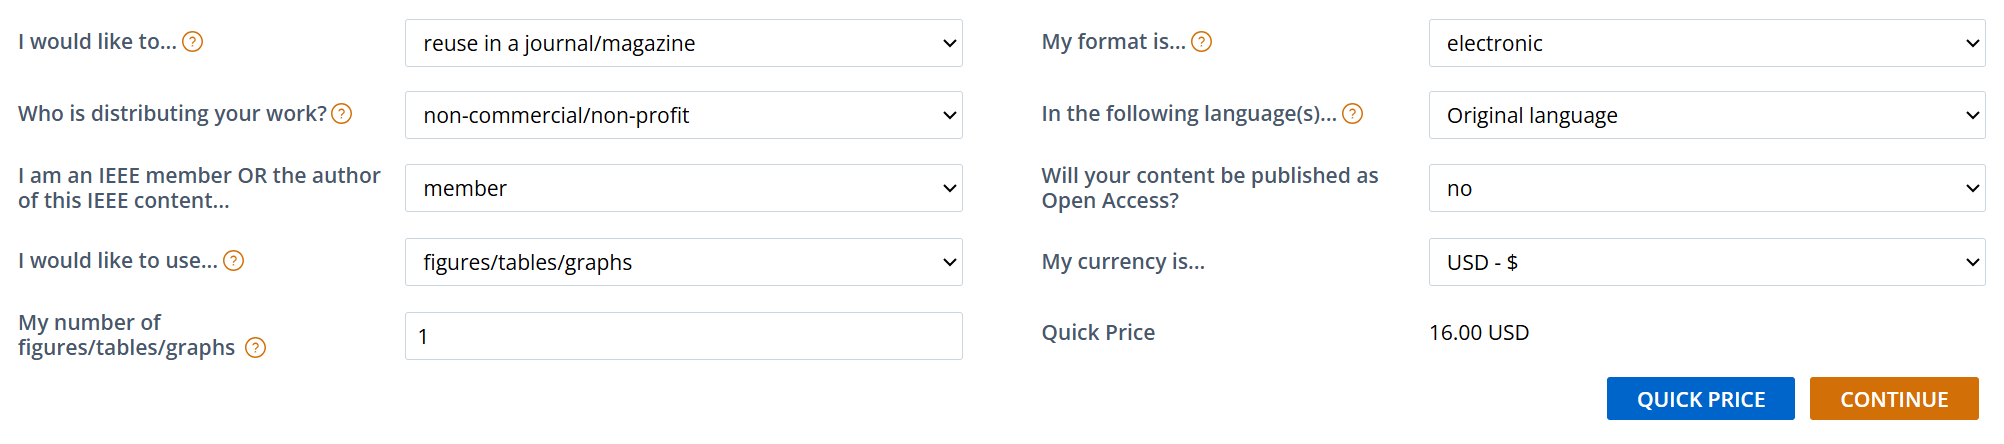 I would like to... ?
reuse in a journal/magazine
My format is... ?
electronic
Who is distributing your work? ?
non-commercial/non-profit
In the following language(s)... ?
Original language
I am an IEEE member OR the author
of this IEEE content...
member
Will your content be published as
Open Access?
no
I would like to use... ?
figures/tables/graphs
My currency is...
USD - $
My number of
figures/tables/graphs ?
1
Quick Price
16.00 USD
QUICK PRICE
CONTINUE